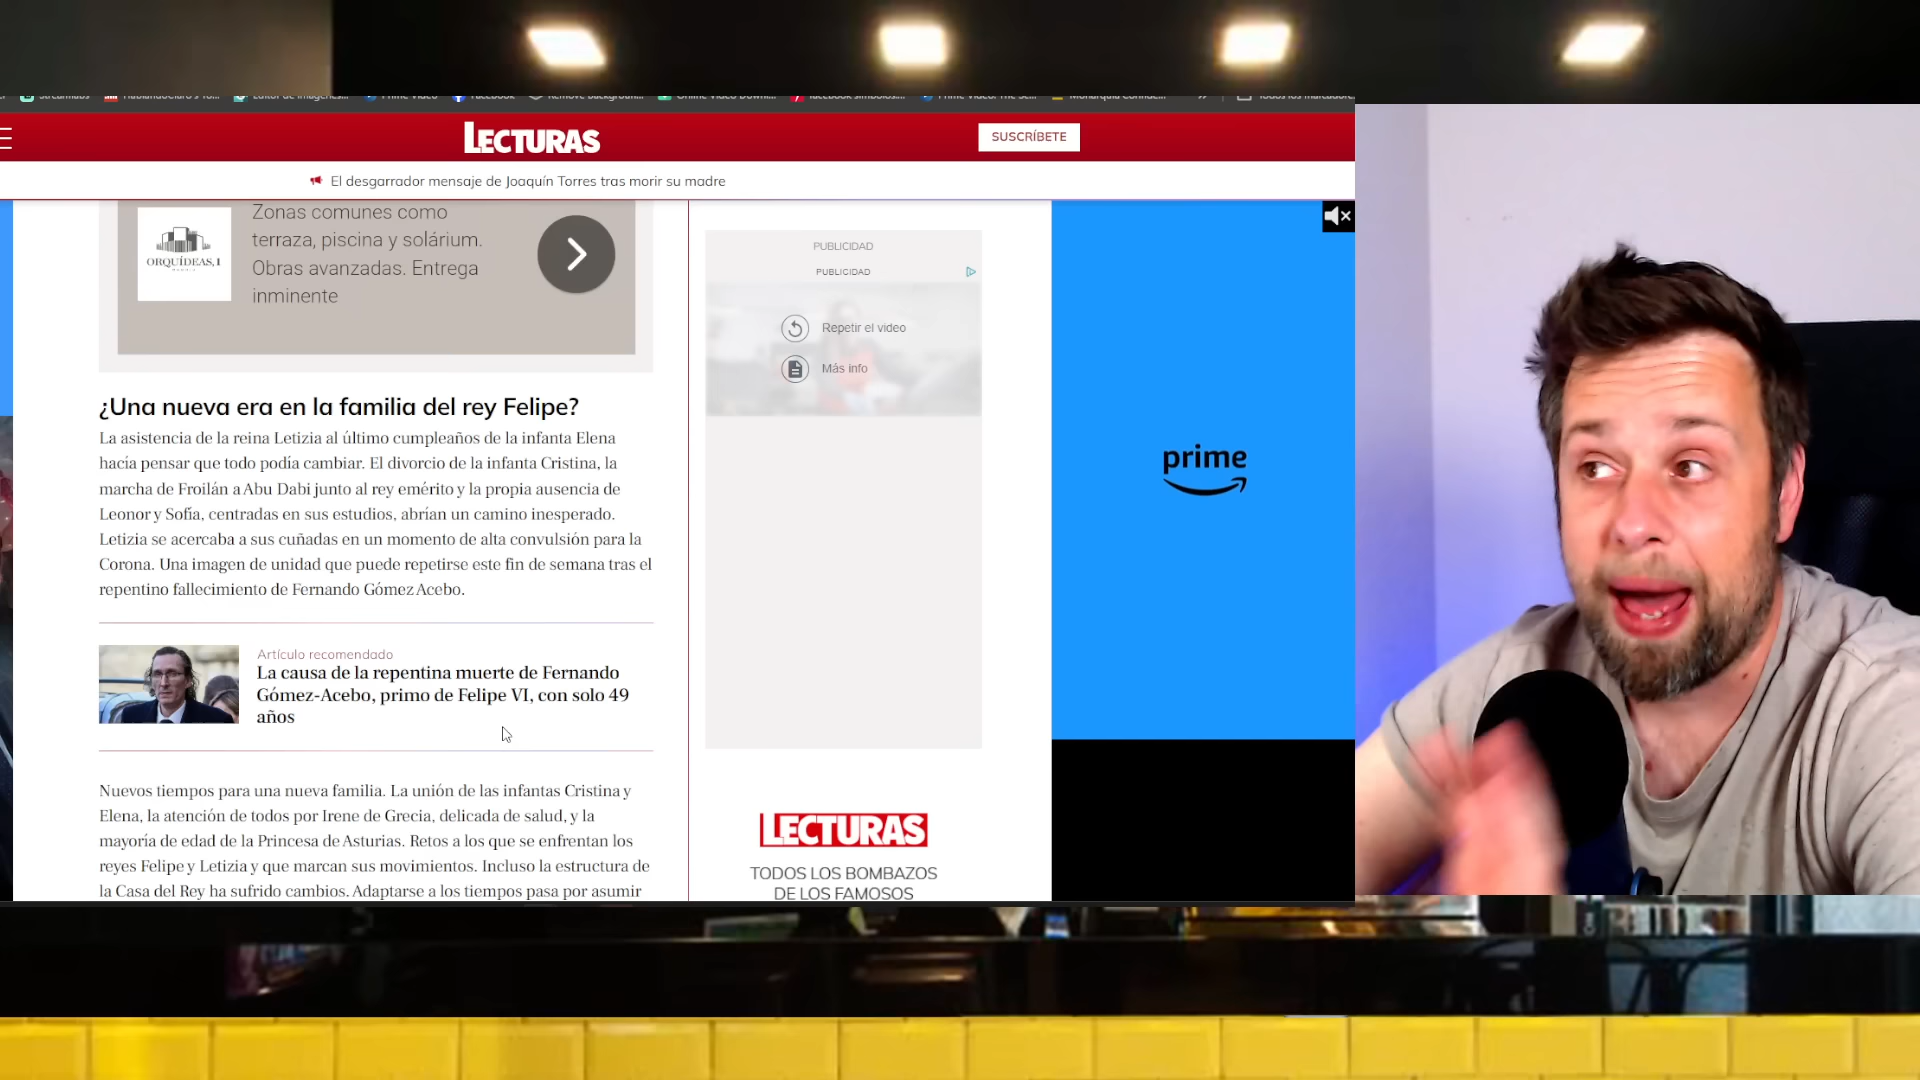 Facebook
LECTURAS
SUSCRÍBETE
El desgarrador mensaje de Joaquín Torres tras morir su madre
Zonas comunes como
terraza, piscina y solárium.
Obras avanzadas. Entrega
inminente
ORQUÍDEAS, 1
MADRID
PUBLICIDAD
PUBLICIDAD
Repetir el video
Más info
prime
¿Una nueva era en la familia del rey Felipe?
La asistencia de la reina Letizia al último cumpleaños de la infanta Elena
hacía pensar que todo podía cambiar. El divorcio de la infanta Cristina, la
marcha de Froilán a Abu Dabi junto al rey emérito y la propia ausencia de
Leonor y Sofía, centradas en sus estudios, abrían un camino inesperado.
Letizia se acercaba a sus cuñadas en un momento de alta convulsión para la
Corona. Una imagen de unidad que puede repetirse este fin de semana tras el
repentino fallecimiento de Fernando Gómez Acebo.
Artículo recomendado
La causa de la repentina muerte de Fernando
Gómez-Acebo, primo de Felipe VI, con solo 49
años
Nuevos tiempos para una nueva familia. La unión de las infantas Cristina y
Elena, la atención de todos por Irene de Grecia, delicada de salud, y la
mayoría de edad de la Princesa de Asturias. Retos a los que se enfrentan los
reyes Felipe y Letizia y que marcan sus movimientos. Incluso la estructura de
la Casa del Rey ha sufrido cambios. Adaptarse a los tiempos pasa por asumir
LECTURAS
TODOS LOS BOMBAZOS
DE LOS FAMOSOS